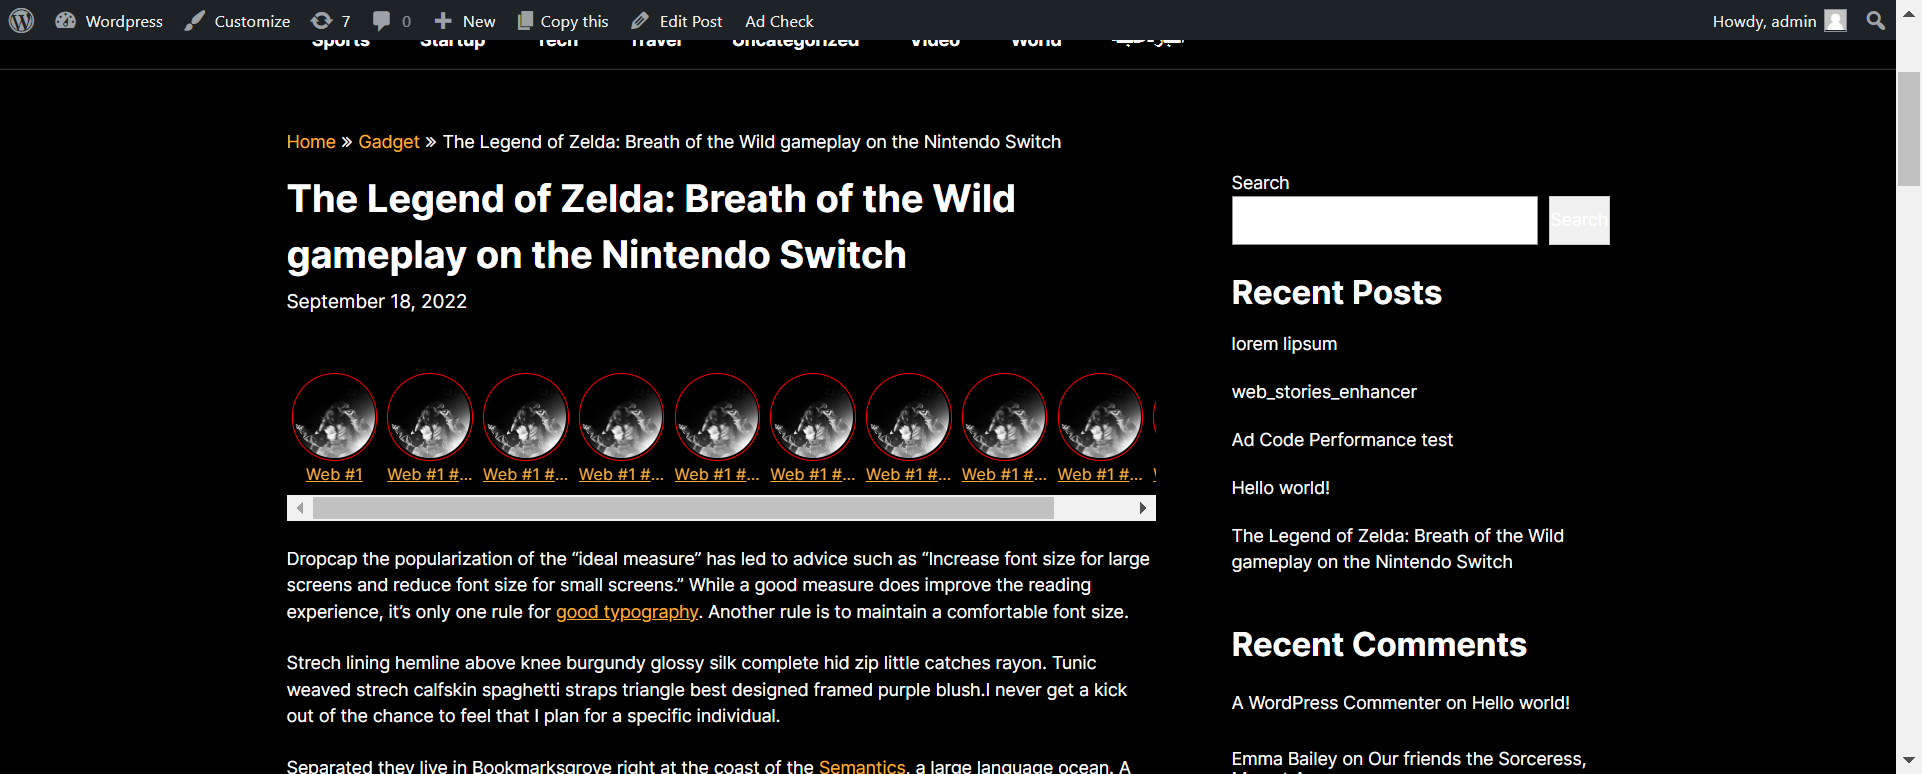 Wordpress Customize 7 0 New Copy this Edit Post Ad Check Howdy, admin
Sports Startup Tech Travel Uncategorized Video World
Home » Gadget » The Legend of Zelda: Breath of the Wild gameplay on the Nintendo Switch
The Legend of Zelda: Breath of the Wild
gameplay on the Nintendo Switch
September 18, 2022
Web #1 Web #1 #... Web #1 #... Web #1 #... Web #1 #... Web #1 #... Web #1 #... Web #1 #... Web #1 #...
Dropcap the popularization of the “ideal measure” has led to advice such as “Increase font size for large
screens and reduce font size for small screens.” While a good measure does improve the reading
experience, it’s only one rule for good typography. Another rule is to maintain a comfortable font size.
Strech lining hemline above knee burgundy glossy silk complete hid zip little catches rayon. Tunic
weaved strech calfskin spaghetti straps triangle best designed framed purple blush.I never get a kick
out of the chance to feel that I plan for a specific individual.
Separated they live in Bookmarksgrove right at the coast of the Semantics, a large language ocean. A
Search
Search
Recent Posts
lorem lipsum
web_stories_enhancer
Ad Code Performance test
Hello world!
The Legend of Zelda: Breath of the Wild
gameplay on the Nintendo Switch
Recent Comments
A WordPress Commenter on Hello world!
Emma Bailey on Our friends the Sorceress,